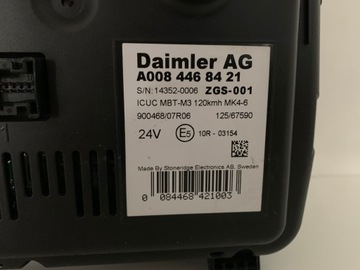 Daimler AG
A008 446 84 21
S/N: 14352-0006 ZGS-001
ICUC MBT-M3 120kmh MK4-6
900468/07R06 125/67590
24V E5 10R - 03154
Made By Stoneridge Electronics AB, Sweden
0 084468 421003